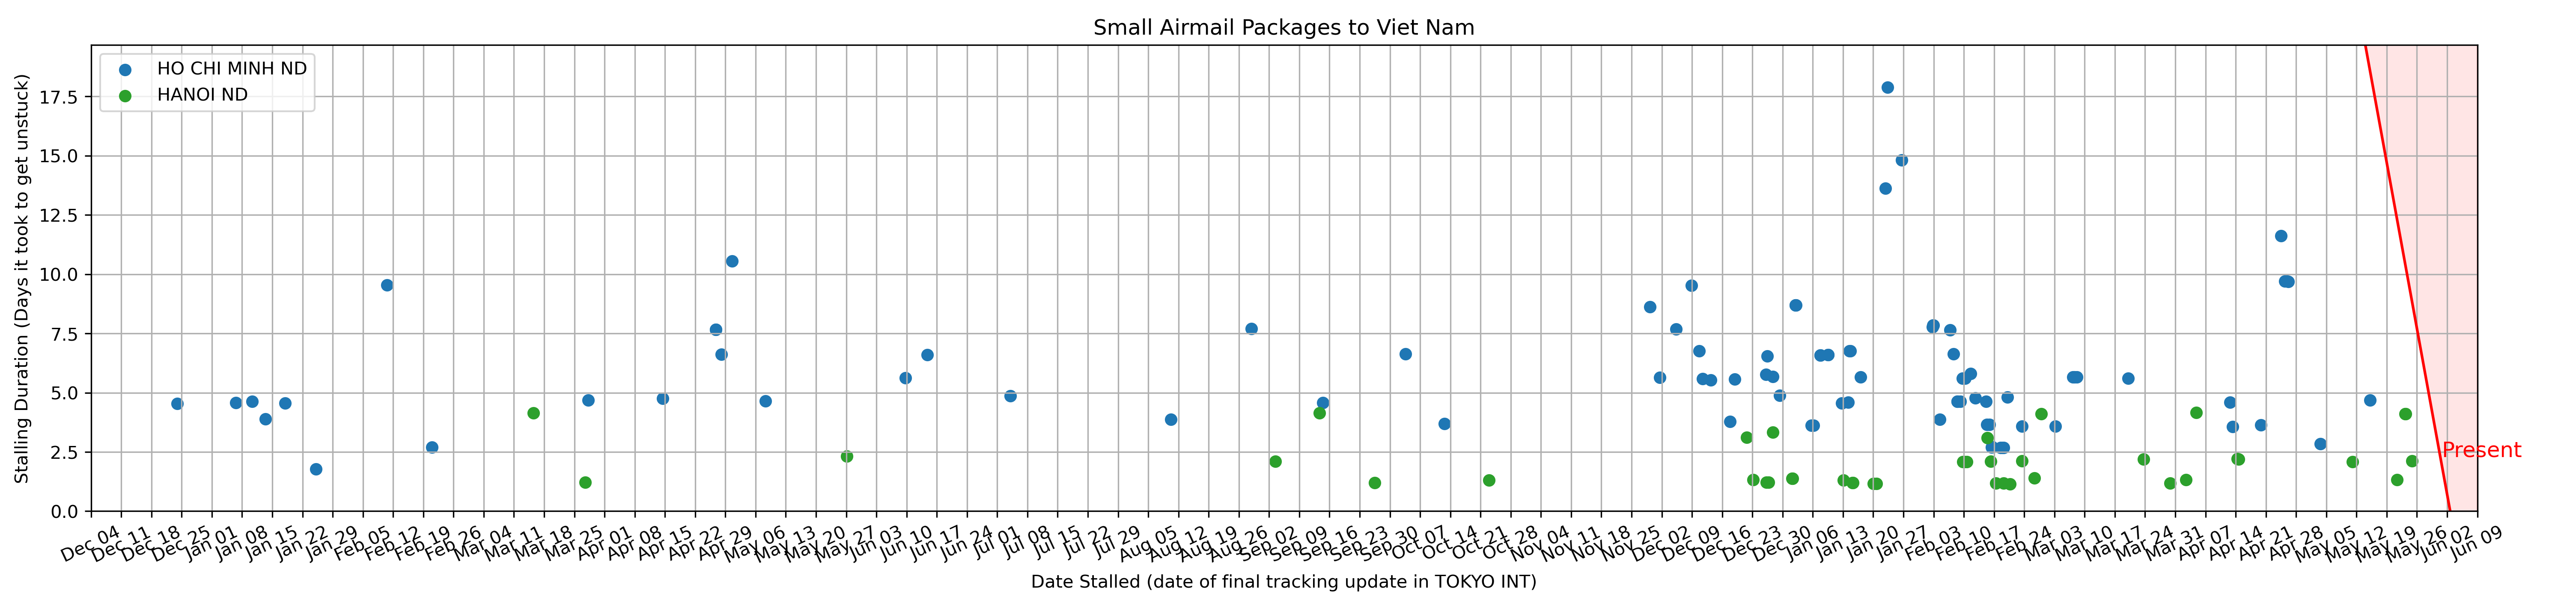 Small Airmail Packages to Viet Nam
HO CHI MINH ND
HANOI ND
Stalling Duration (Days it took to get unstuck)
17.5
15.0
12.5
10.0
7.5
5.0
2.5
0.0
Present
Dec 04
Dec 11
Dec 18
Dec 25
Jan 01
Jan 08
Jan 15
Jan 22
Jan 29
Feb 05
Feb 12
Feb 19
Feb 26
Mar 04
Mar 11
Mar 18
Mar 25
Apr 01
Apr 08
Apr 15
Apr 22
Apr 29
May 06
May 13
May 20
May 27
Jun 03
Jun 10
Jun 17
Jun 24
Jul 01
Jul 08
Jul 15
Jul 22
Jul 29
Aug 05
Aug 12
Aug 19
Aug 26
Sep 02
Sep 09
Sep 16
Sep 23
Sep 30
Oct 07
Oct 14
Oct 21
Oct 28
Nov 04
Nov 11
Nov 18
Nov 25
Dec 02
Dec 09
Dec 16
Dec 23
Dec 30
Jan 06
Jan 13
Jan 20
Jan 27
Feb 03
Feb 10
Feb 17
Feb 24
Mar 03
Mar 10
Mar 17
Mar 24
Mar 31
Apr 07
Apr 14
Apr 21
Apr 28
May 05
May 12
May 19
May 26
Jun 02
Jun 09
Date Stalled (date of final tracking update in TOKYO INT)